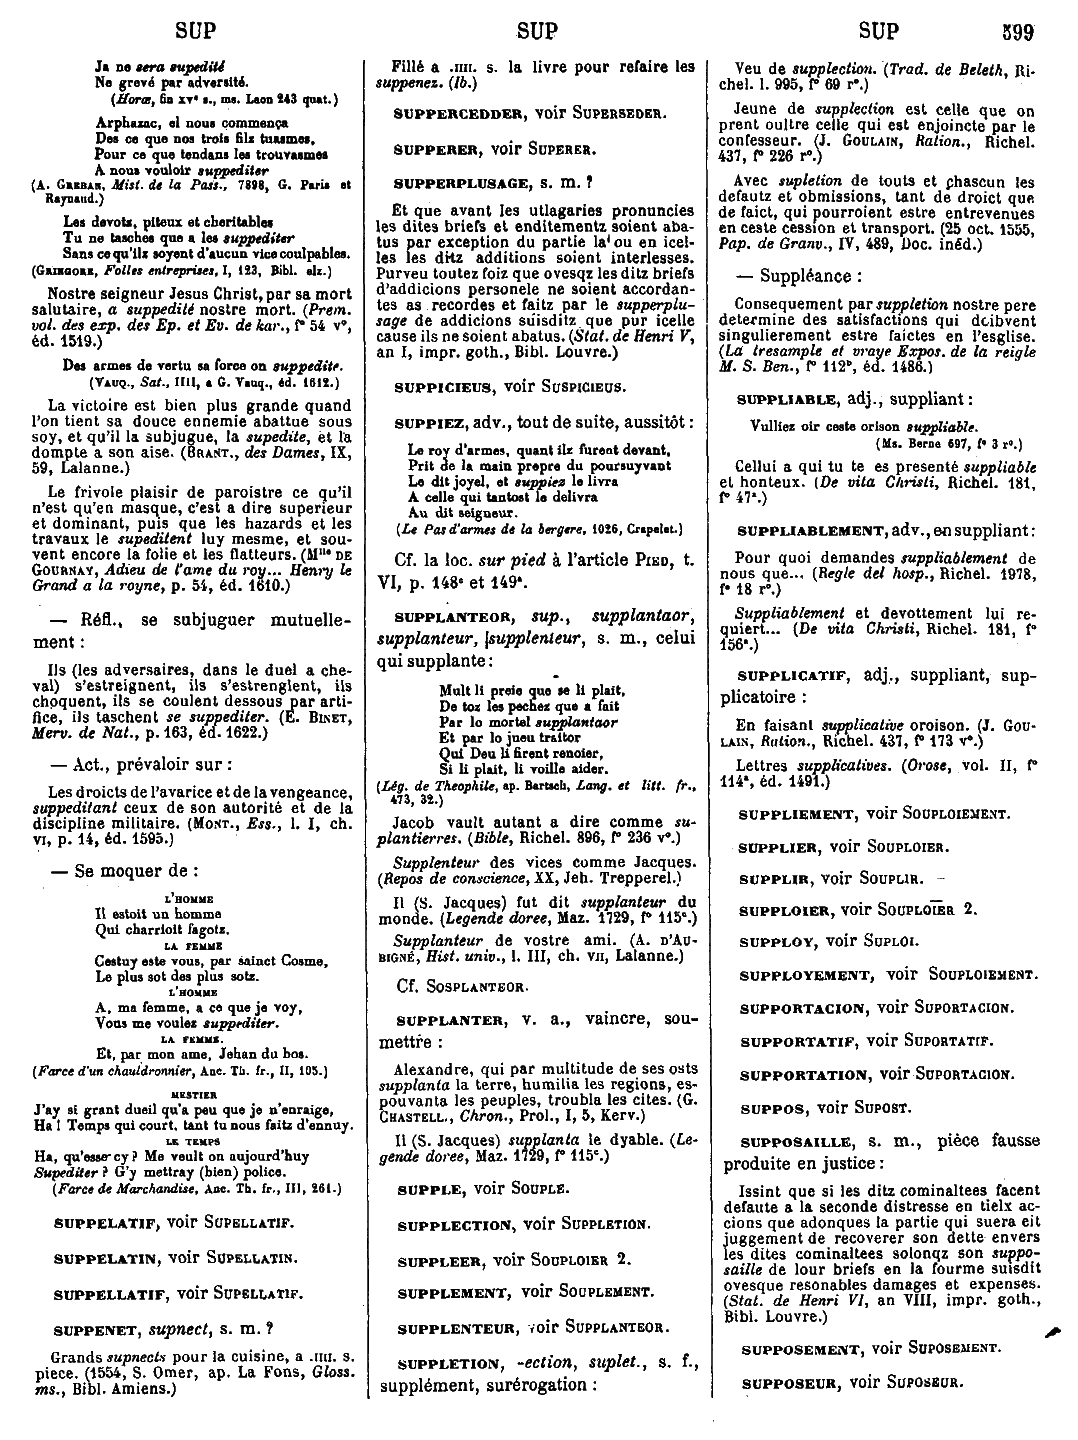 SUP SUP SUP 599
Ja ne sera supedité
Ne grevé par adversité.
(Horæ, fin XVe s., ms. Laon 243 quat.)
Arphazac, el nous commença
Des ce que nos trois filz tuasmes,
Pour ce que tendans les trouvasmes
A nous vouloir suppediter
(A. GREBAN, Mist. de la Pass., 7898, G. Paris et
Raynaud.)
Les devots, piteux et cheritables
Tu ne tasches que a les suppediter
Sans ce qu'ilz soyent d'aucun vice coulpables.
(GRINGORE, Folles entreprises, I, 123, Bibl. elz.)
Nostre seigneur Jesus Christ, par sa mort
salutaire, a suppedité nostre mort. (Prem.
vol. des exp. des Ep. et Ev. de kar., f° 54 v°,
éd. 1519.)
Des armes de vertu sa force on suppedite.
(VAUQ., Sat., IIII, a G. Vauq., éd. 1612.)
La victoire est bien plus grande quand
l'on tient sa douce ennemie abattue sous
soy, et qu'il la subjugue, la supedite, et la
dompte a son aise. (BRANT., des Dames, IX,
59, Lalanne.)
Le frivole plaisir de paroistre ce qu'il
n'est qu'en masque, c'est a dire superieur
et dominant, puis que les hazards et les
travaux le supeditent luy mesme, et sou-
vent encore la folie et les flatteurs. (Mlle DE
GOURNAY, Adieu de l'ame du roy... Henry le
Grand a la royne, p. 54, éd. 1610.)
— Réfl., se subjuguer mutuelle-
ment :
Ils (les adversaires, dans le duel a che-
val) s'estreignent, ils s'estrenglent, ils
choquent, ils se coulent dessous par arti-
fice, ils taschent se suppediter. (E. BINET,
Merv. de Nat., p. 163, éd. 1622.)
— Act., prévaloir sur :
Les droicts de l'avarice et de la vengeance,
suppeditant ceux de son autorité et de la
discipline militaire. (MONT., Ess., l. I, ch.
VI, p. 14, éd. 1595.)
— Se moquer de :
L'HOMME
Il estoit un homme
Qui charrioit fagotz.
LA FEMME
Cestuy este vous, par sainct Cosme,
Le plus sot des plus sotz.
L'HOMME
A, ma femme, a ce que je voy,
Vous me voulez suppediter.
LA FEMME.
Et, par mon ame, Jehan du bos.
(Farce d'un chauldronnier, Anc. Th. fr., II, 105.)
MESTIER
J'ay si grant dueil qu'a peu que je n'enraige,
Ha ! Temps qui court, tant tu nous faitz d'ennuy.
LE TEMPS
Ha, qu'esse cy ? Me veult on aujourd'huy
Supediter ? G'y mettray (bien) police.
(Farce de Marchandise, Anc. Th. fr., III, 261.)
SUPPELATIF, voir SUPELLATIF.
SUPPELATIN, voir SUPELLATIN.
SUPPELLATIF, voir SUPELLATIF.
SUPPENET, supnect, s. m. ?
Grands supnects pour la cuisine, a .IIII. s.
piece. (1554, S. Omer, ap. La Fons, Gloss.
ms., Bibl. Amiens.)
Fillé a .IIII. s. la livre pour refaire les
suppenez. (Ib.)
SUPPERCEDDER, voir SUPERSEDER.
SUPPERER, voir SUPERER.
SUPPERPLUSAGE, s. m. ?
Et que avant les utlagaries pronuncies
les dites briefs et enditementz soient aba-
tus par exception du partie la ou en icel-
les les ditz additions soient interlesses.
Purveu toutez foiz que ovesqz les ditz briefs
d'addicions personele ne soient accordan-
tes as recordes et faitz par le supperplu-
sage de addicions suisditz que pur icelle
cause ils ne soient abatus. (Stat. de Henri V,
an I, impr. goth., Bibl. Louvre.)
SUPPICIEUS, voir SUSPICIEUS.
SUPPIEZ, adv., tout de suite, aussitôt :
Le roy d'armes, quant ilz furent devant,
Prit de la main propre du poursuyvant
Le dit joyel, et suppiez le livra
A celle qui tantost le delivra
Au dit seigneur.
(Le Pas d'armes de la bergere, 1026, Crapelet.)
Cf. la loc. sur pied à l'article PIED, t.
VI, p. 148a et 149a.
SUPPLANTEOR, sup., supplantaor,
supplanteur, supplenteur, s. m., celui
qui supplante :
Mult li preie que se li plait,
De toz les pechez que a fait
Par lo mortel supplantaor
Et par lo jueu traitor
Qui Deu li firent renoier,
Si li plait, li voille aider.
(Lég. de Theophile, ap. Bartsch, Lang. et litt. fr.,
473, 32.)
Jacob vault autant a dire comme su-
plantierres. (Bible, Richel. 896, f° 236 v°.)
Supplenteur des vices comme Jacques.
(Repos de conscience, XX, Jeh. Trepperel.)
Il (S. Jacques) fut dit supplanteur du
monde. (Legende doree, Maz. 1729, f° 115c.)
Supplanteur de vostre ami. (A. D'AU-
BIGNÉ, Hist. univ., l. III, ch. VII, Lalanne.)
Cf. SOSPLANTEOR.
SUPPLANTER, v. a., vaincre, sou-
mettre :
Alexandre, qui par multitude de ses osts
supplanta la terre, humilia les regions, es-
pouvanta les peuples, troubla les cites. (G.
CHASTELL., Chron., Prol., I, 5, Kerv.)
Il (S. Jacques) supplanta le dyable. (Le-
gende doree, Maz. 1729, f° 115c.)
SUPPLE, voir SOUPLE.
SUPPLECTION, voir SUPPLETION.
SUPPLEER, voir SOUPLOIER 2.
SUPPLEMENT, voir SOUPLEMENT.
SUPPLENTEUR, voir SUPPLANTEOR.
SUPPLETION, -ection, suplet., s. f.,
supplément, surérogation :
Veu de supplection. (Trad. de Beleth, Ri-
chel. l. 995, f° 69 r°.)
Jeune de supplection est celle que on
prent oultre celle qui est enjoincte par le
confesseur. (J. GOULAIN, Ration., Richel.
437, f° 226 r°.)
Avec supletion de touts et chascun les
defautz et obmissions, tant de droict que
de faict, qui pourroient estre entrevenues
en ceste cession et transport. (25 oct. 1555,
Pap. de Granv., IV, 489, Doc. inéd.)
— Suppléance :
Consequement par suppletion nostre pere
determine des satisfactions qui doibvent
singulierement estre faictes en l'esglise.
(La tresample et vraye Expos. de la reigle
M. S. Ben., f° 112b, éd. 1486.)
SUPPLIABLE, adj., suppliant :
Vulliez oir ceste orison suppliable.
(Ms. Berne 697, f° 3 r°.)
Cellui a qui tu te es presenté suppliable
et honteux. (De vita Christi, Richel. 181,
f° 47a.)
SUPPLIABLEMENT, adv., en suppliant :
Pour quoi demandes suppliablement de
nous que... (Regle del hosp., Richel. 1978,
f° 18 r°.)
Suppliablement et devottement lui re-
quiert... (De vita Christi, Richel. 181, f°
156a.)
SUPPLICATIF, adj., suppliant, sup-
plicatoire :
En faisant supplicative oroison. (J. GOU-
LAIN, Ration., Richel. 437, f° 173 v°.)
Lettres supplicatives. (Orose, vol. II, f°
114a, éd. 1491.)
SUPPLIEMENT, voir SOUPLOIEMENT.
SUPPLIER, voir SOUPLOIER.
SUPPLIR, voir SOUPLIR.
SUPPLOIER, voir SOUPLOIER 2.
SUPPLOY, voir SUPLOI.
SUPPLOYEMENT, voir SOUPLOIEMENT.
SUPPORTACION, voir SUPORTACION.
SUPPORTATIF, voir SUPORTATIF.
SUPPORTATION, voir SUPORTACION.
SUPPOS, voir SUPOST.
SUPPOSAILLE, s. m., pièce fausse
produite en justice :
Issint que si les ditz cominaltees facent
defaute a la seconde distresse en tielx ac-
cions que adonques la partie qui suera eit
juggement de recoverer son dette envers
les dites cominaltees solonqz son suppo-
saille de lour briefs en la fourme suisdit
ovesque resonables damages et expenses.
(Stat. de Henri VI, an VIII, impr. goth.,
Bibl. Louvre.)
SUPPOSEMENT, voir SUPOSEMENT.
SUPPOSEUR, voir SUPOSEUR.